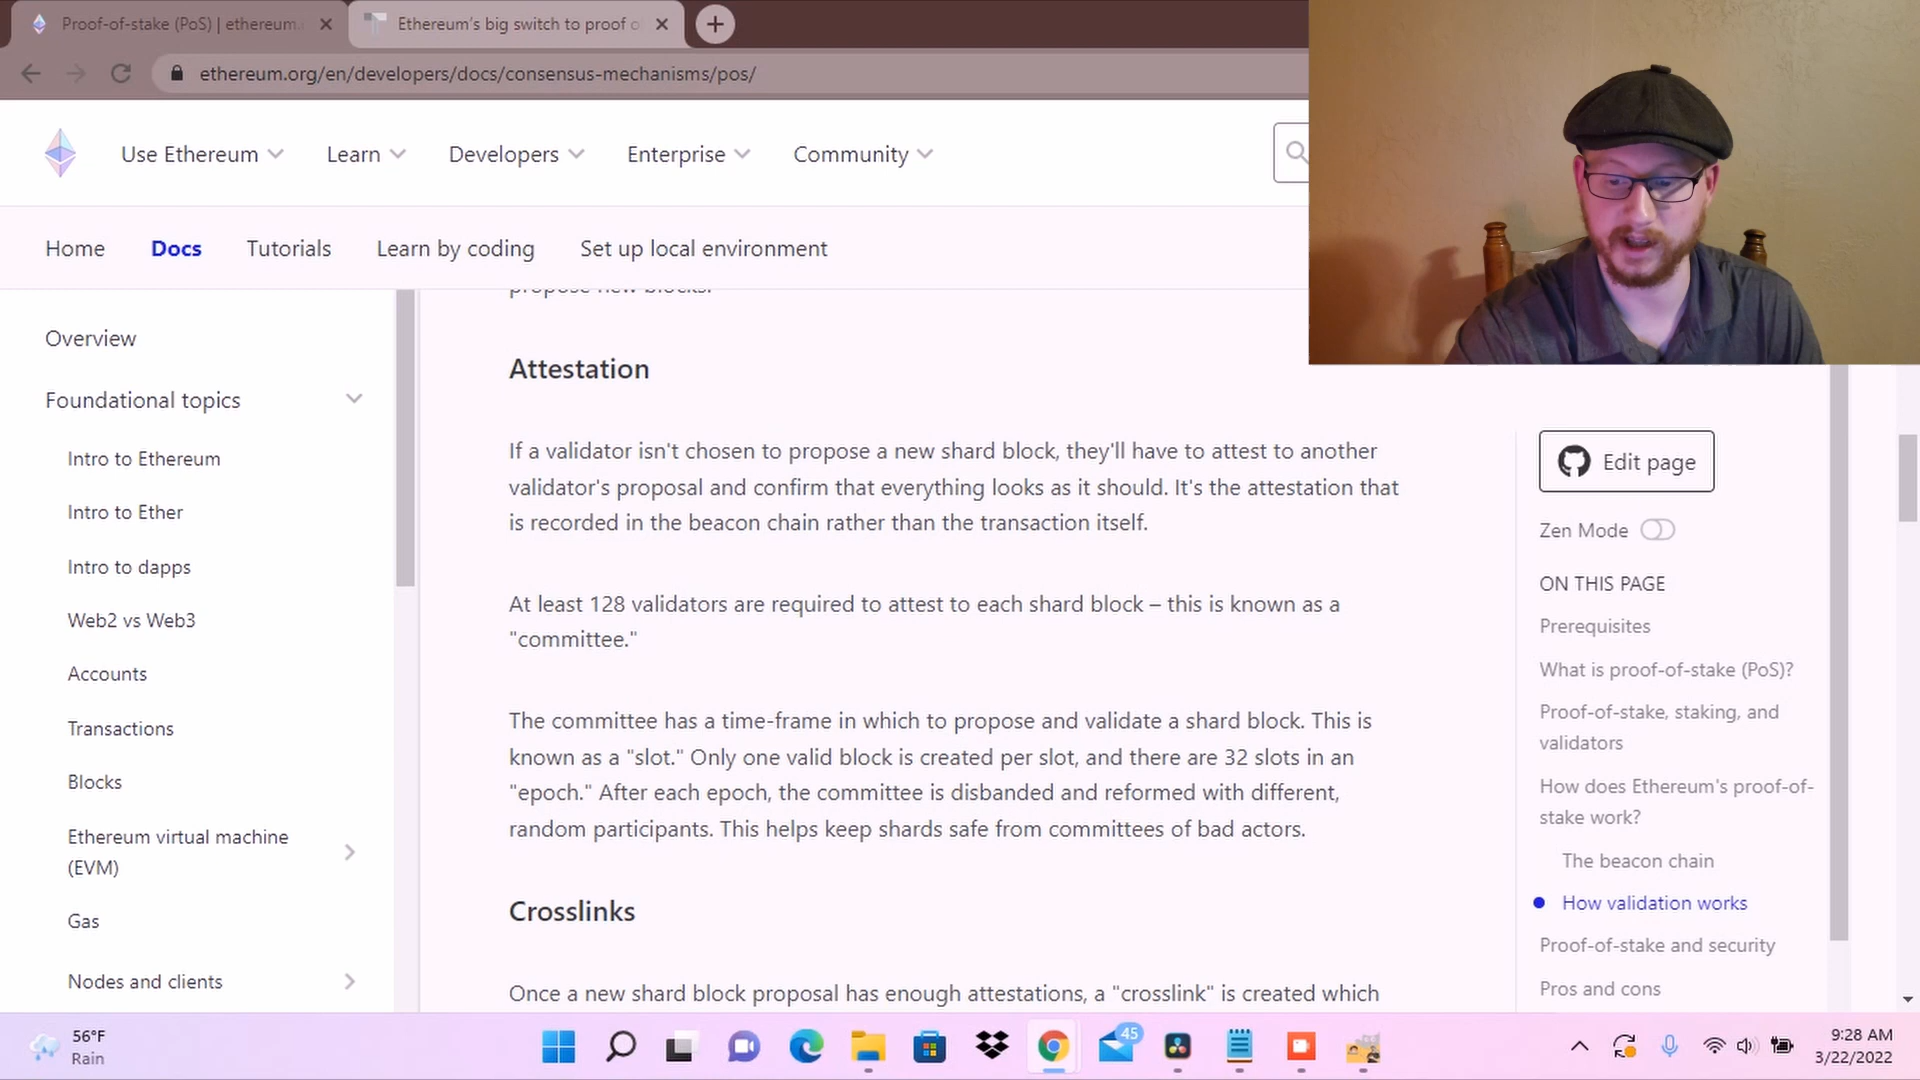 Proof-of-stake (PoS) | ethereum.
Ethereum's big switch to proof o
ethereum.org/en/developers/docs/consensus-mechanisms/pos/
Use Ethereum
Learn
Developers
Enterprise
Community
Home
Docs
Tutorials
Learn by coding
Set up local environment
Overview
Foundational topics
Intro to Ethereum
Intro to Ether
Intro to dapps
Web2 vs Web3
Accounts
Transactions
Blocks
Ethereum virtual machine
(EVM)
Gas
Nodes and clients
propose new blocks.
Attestation
If a validator isn't chosen to propose a new shard block, they'll have to attest to another
validator's proposal and confirm that everything looks as it should. It's the attestation that
is recorded in the beacon chain rather than the transaction itself.
At least 128 validators are required to attest to each shard block – this is known as a
"committee."
The committee has a time-frame in which to propose and validate a shard block. This is
known as a "slot." Only one valid block is created per slot, and there are 32 slots in an
"epoch." After each epoch, the committee is disbanded and reformed with different,
random participants. This helps keep shards safe from committees of bad actors.
Crosslinks
Once a new shard block proposal has enough attestations, a "crosslink" is created which
Edit page
Zen Mode
ON THIS PAGE
Prerequisites
What is proof-of-stake (PoS)?
Proof-of-stake, staking, and
validators
How does Ethereum's proof-of-
stake work?
The beacon chain
How validation works
Proof-of-stake and security
Pros and cons
56°F
Rain
45
9:28 AM
3/22/2022